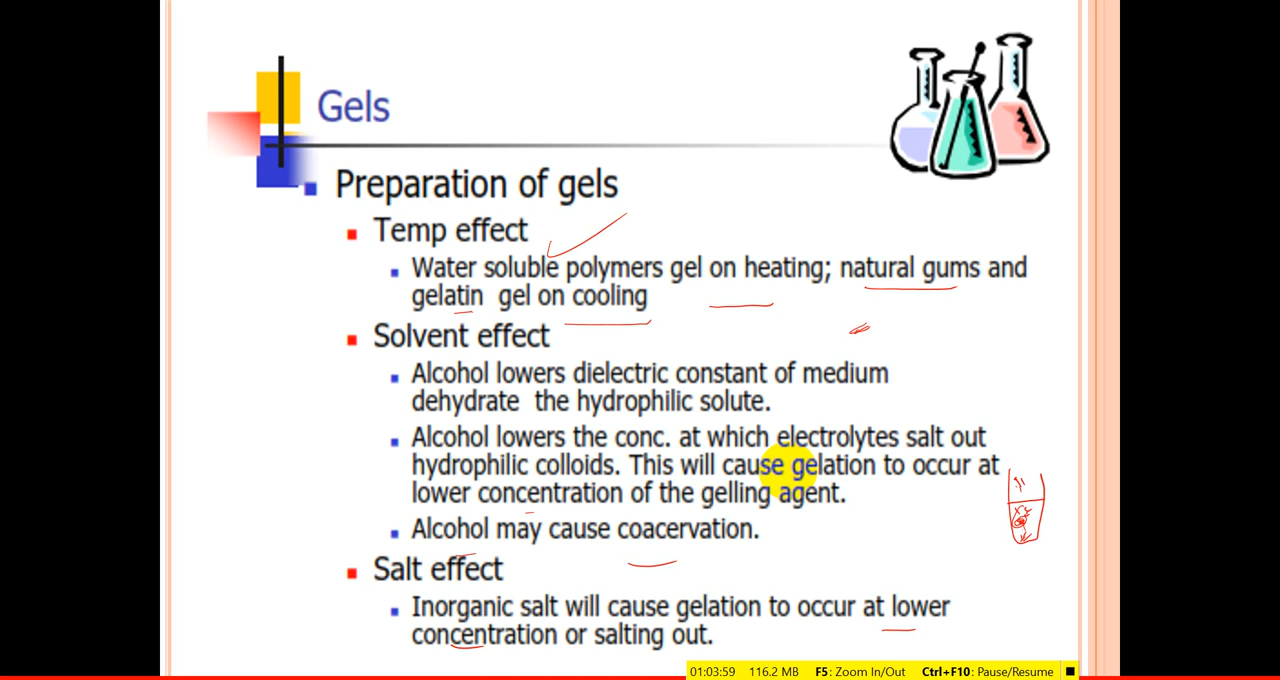 Gels
Preparation of gels
Temp effect
Water soluble polymers gel on heating; natural gums and
gelatin gel on cooling
Solvent effect
Alcohol lowers dielectric constant of medium
dehydrate the hydrophilic solute.
Alcohol lowers the conc. at which electrolytes salt out
hydrophilic colloids. This will cause gelation to occur at
lower concentration of the gelling agent.
Alcohol may cause coacervation.
Salt effect
Inorganic salt will cause gelation to occur at lower
concentration or salting out.
01:03:59 116.2 MB F5: Zoom In/Out Ctrl+F10: Pause/Resume